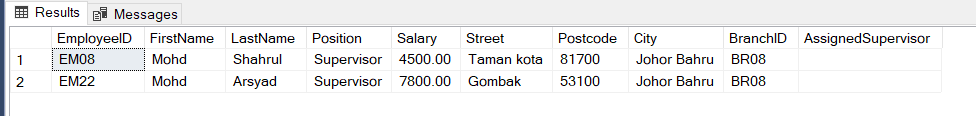 Results Messages
EmployeeID FirstName LastName Position Salary Street Postcode City BranchID AssignedSupervisor
1 EM08 Mohd Shahrul Supervisor 4500.00 Taman kota 81700 Johor Bahru BR08
2 EM22 Mohd Arsyad Supervisor 7800.00 Gombak 53100 Johor Bahru BR08